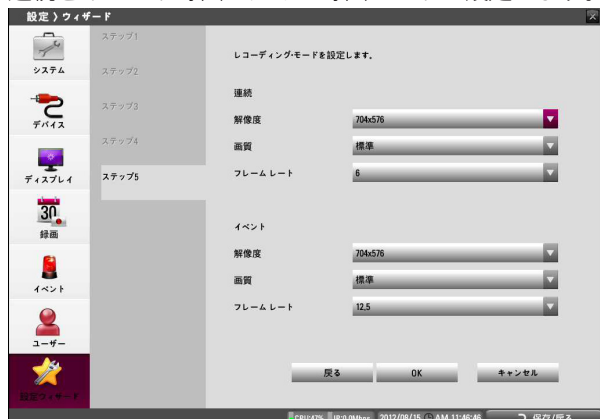 設定 〉ウィザード
システム
デバイス
ディスプレイ
30
録画
イベント
ユーザー
設定ウィザード
ステップ1
ステップ2
ステップ3
ステップ4
ステップ5
レコーディング・モードを設定します。
連続
解像度 704x576
画質 標準
フレーム レート 6
イベント
解像度 704x576
画質 標準
フレーム レート 12.5
戻る OK キャンセル
CPU:47% IP:0.0Mbps 2012/08/15 AM 11:46:46 保存/戻る